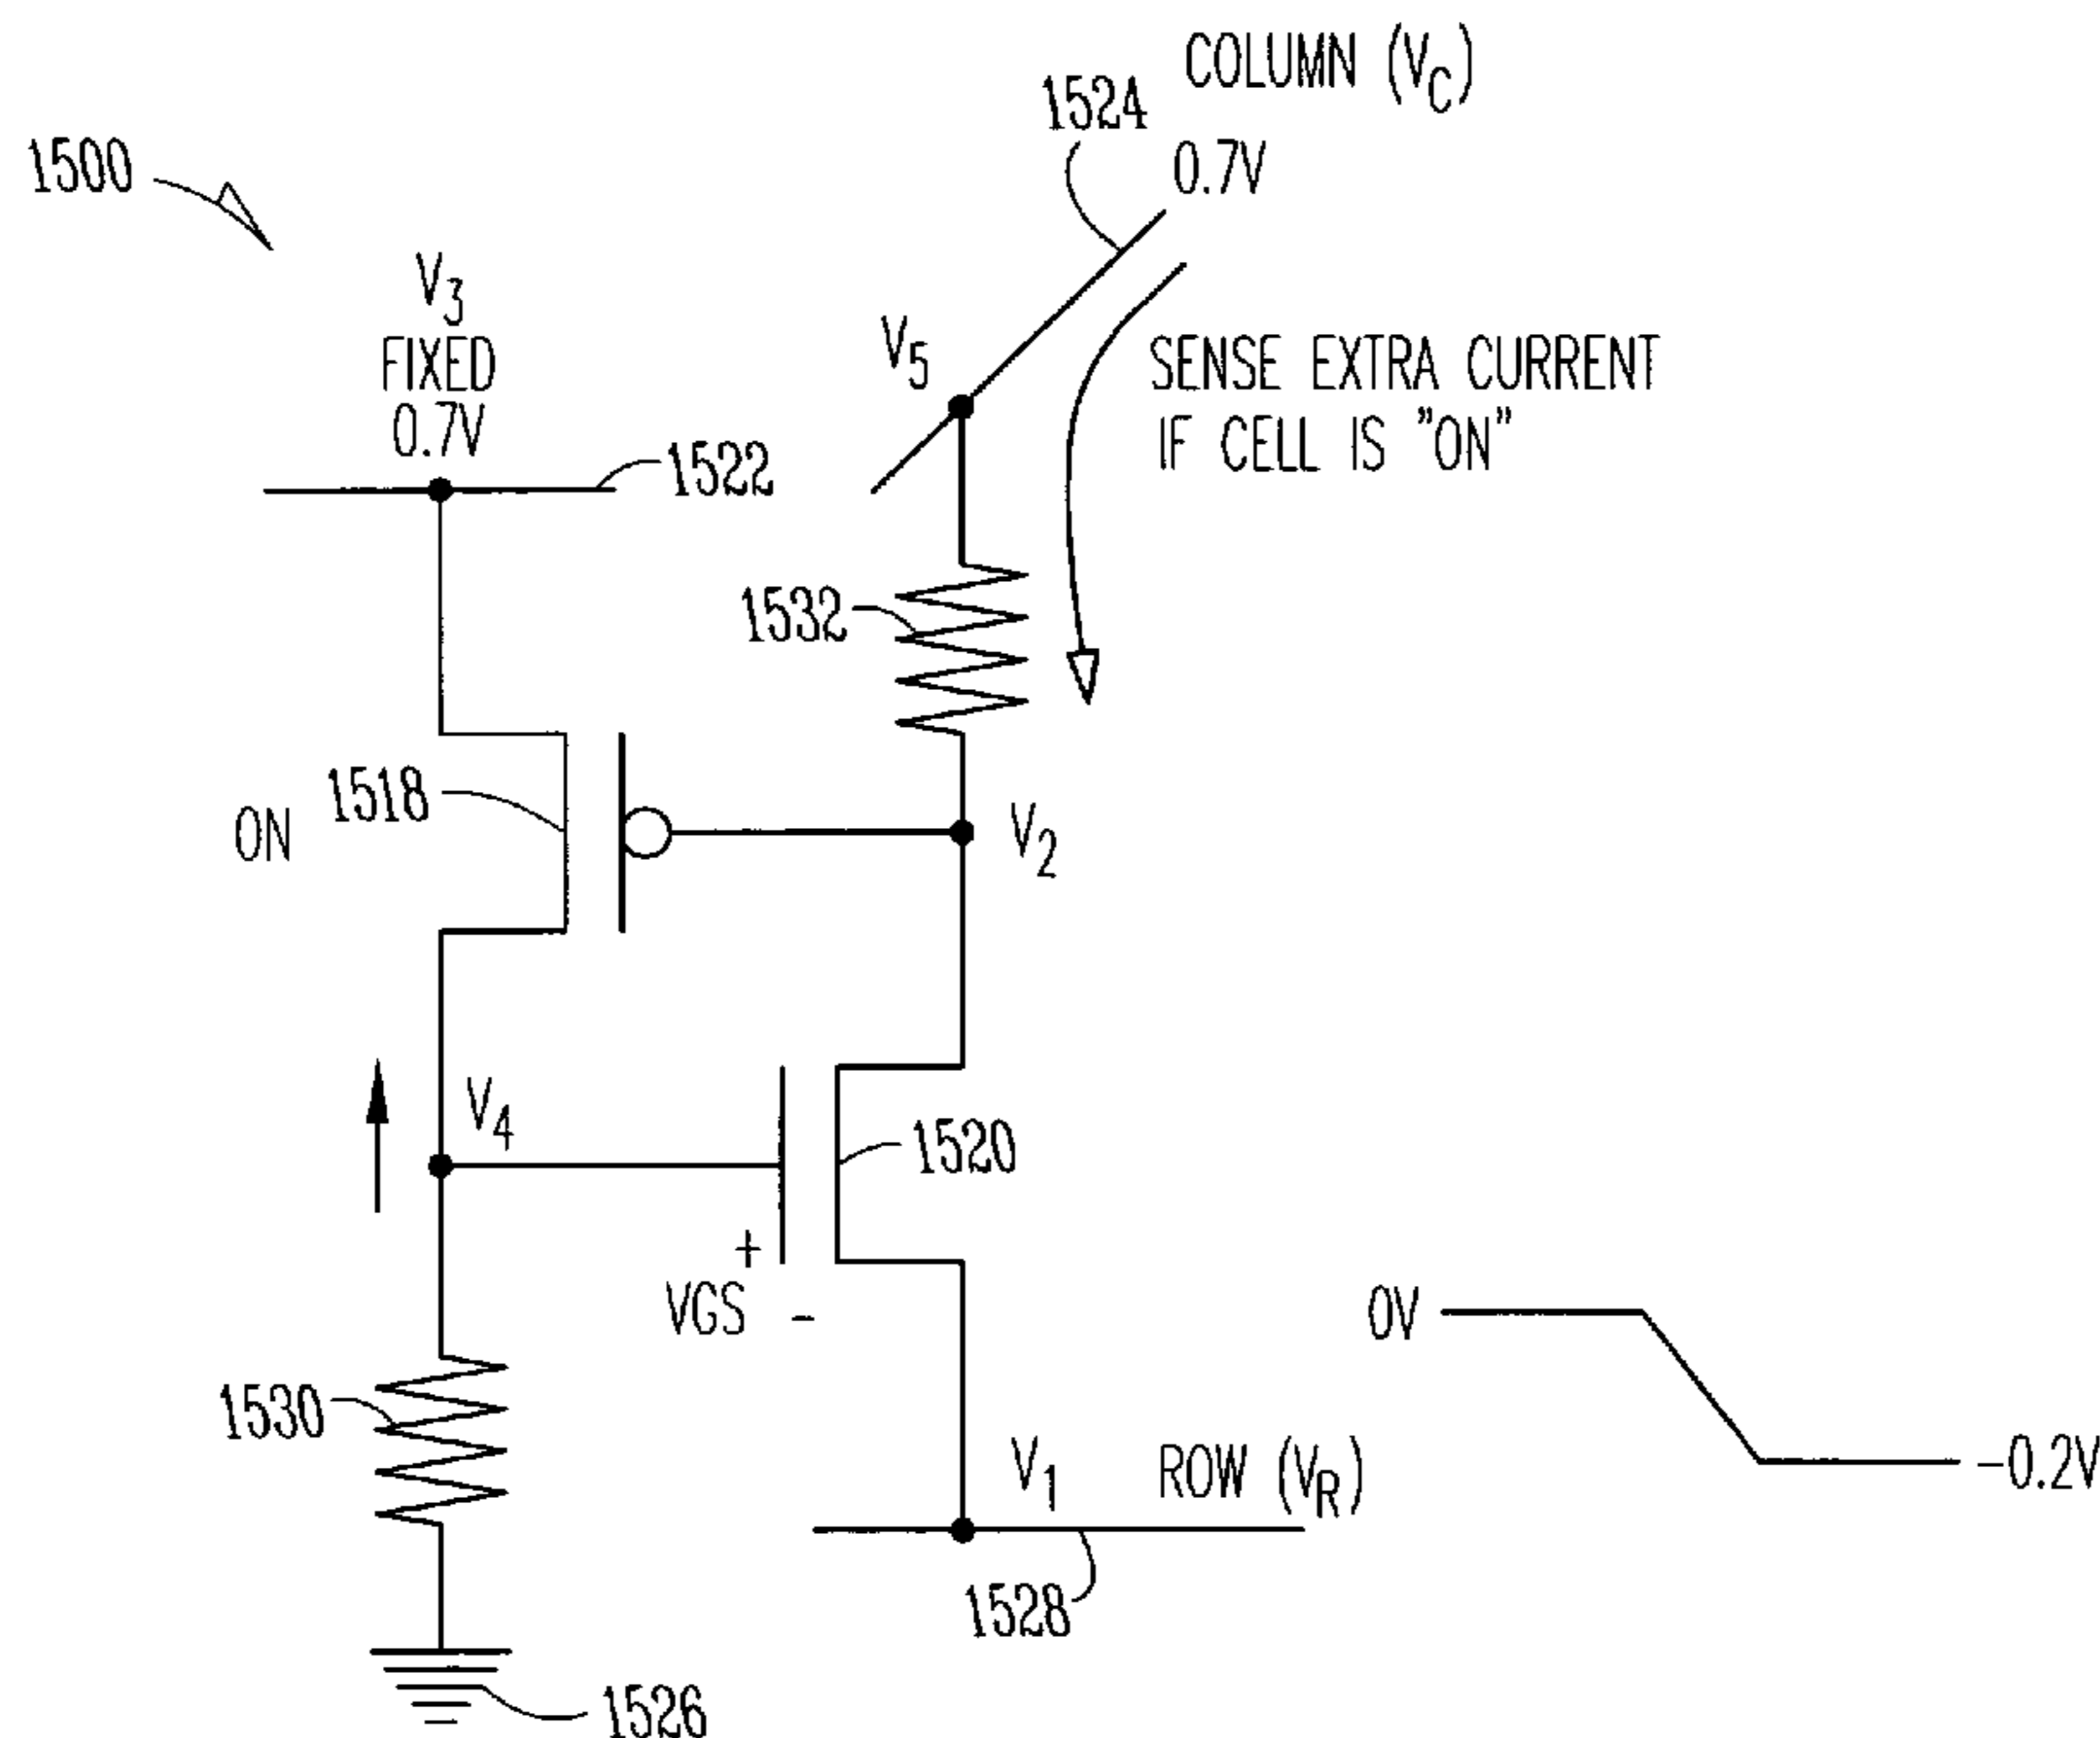 COLUMN (VC)
1524
0.7V
1500
V3
FIXED
0.7V
V5
SENSE EXTRA CURRENT
IF CELL IS "ON"
1522
1532
ON
1518
V2
V4
1520
+
VGS -
0V
-0.2V
1530
V1
ROW (VR)
1528
1526